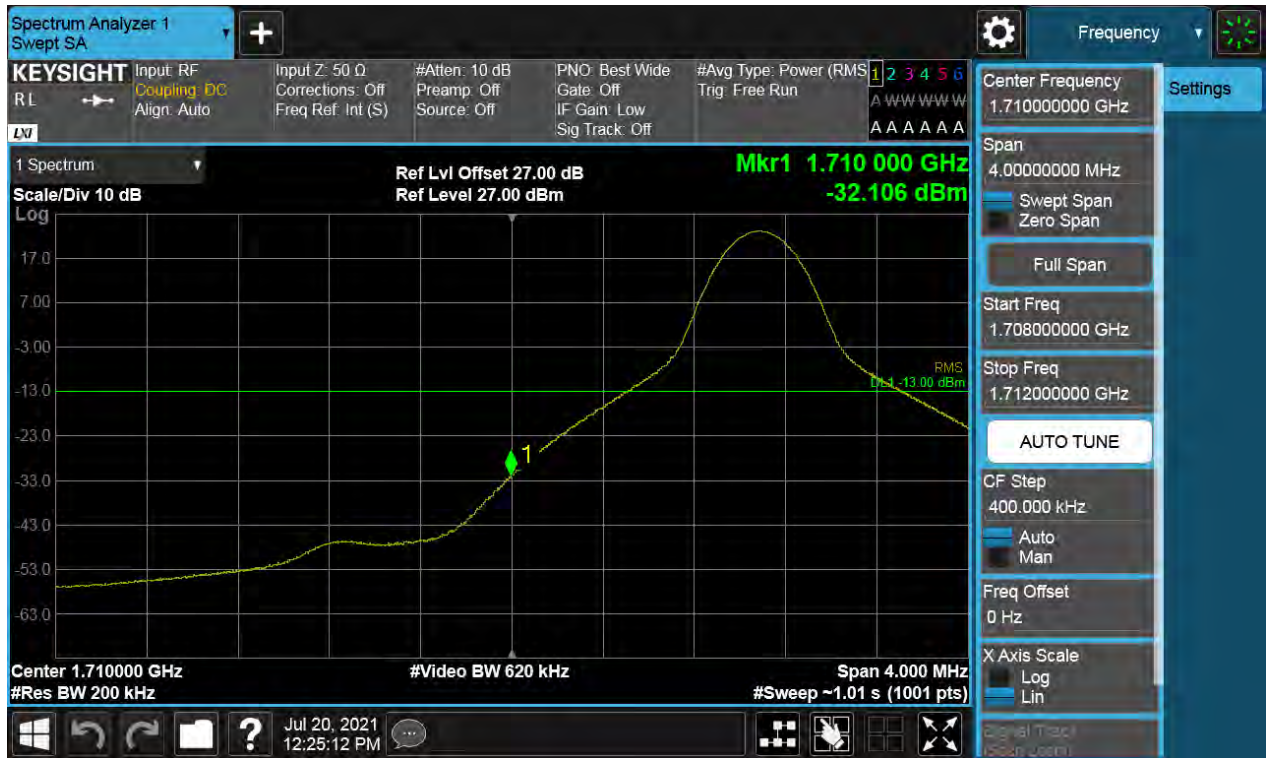 Spectrum Analyzer 1
Swept SA
Frequency
KEYSIGHT
R L
LXI
Input: RF
Coupling: DC
Align: Auto
Input Z: 50 Ω
Corrections: Off
Freq Ref: Int (S)
#Atten: 10 dB
Preamp: Off
Source: Off
PNO: Best Wide
Gate: Off
IF Gain: Low
Sig Track: Off
#Avg Type: Power (RMS
Trig: Free Run
1 2 3 4 5 6
A W W W W W
A A A A A A
1 Spectrum
Scale/Div 10 dB
Log
Ref Lvl Offset 27.00 dB
Ref Level 27.00 dBm
Mkr1 1.710 000 GHz
-32.106 dBm
17.0
7.00
-3.00
-13.0
-23.0
-33.0
-43.0
-53.0
-63.0
RMS
DL1 -13.00 dBm
1
Center 1.710000 GHz
#Res BW 200 kHz
#Video BW 620 kHz
Span 4.000 MHz
#Sweep ~1.01 s (1001 pts)
Jul 20, 2021
12:25:12 PM
Center Frequency
1.710000000 GHz
Span
4.00000000 MHz
Swept Span
Zero Span
Full Span
Start Freq
1.708000000 GHz
Stop Freq
1.712000000 GHz
AUTO TUNE
CF Step
400.000 kHz
Auto
Man
Freq Offset
0 Hz
X Axis Scale
Log
Lin
Signal Track
(Span Zoom)
Settings